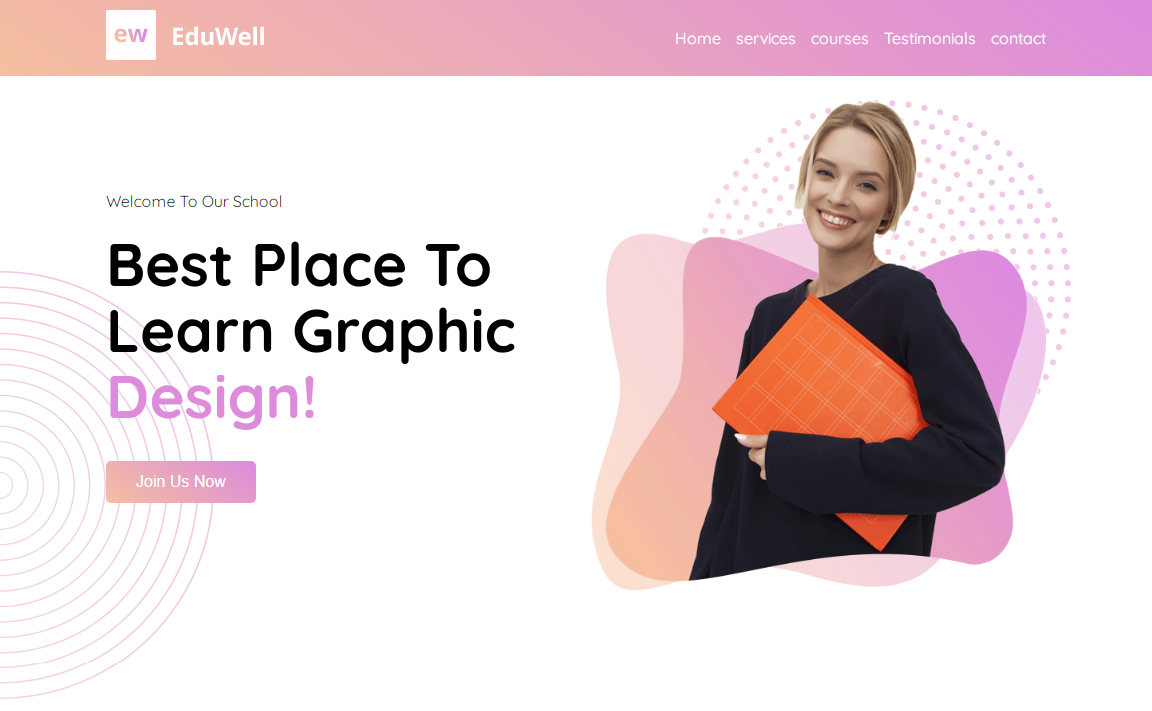 ew EduWell
Home services courses Testimonials contact
Welcome To Our School
Best Place To
Learn Graphic
Design!
Join Us Now